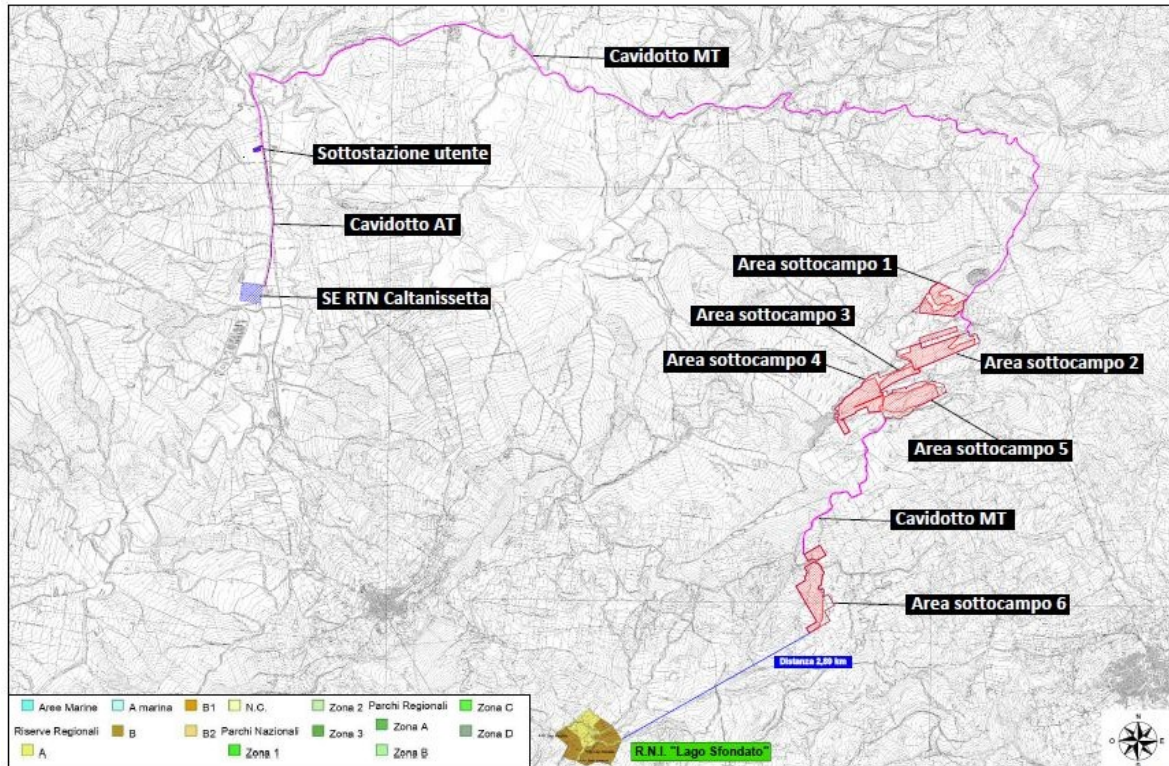 Cavidotto MT
Sottostazione utente
Cavidotto AT
SE RTN Caltanissetta
Area sottocampo 1
Area sottocampo 3
Area sottocampo 4
Area sottocampo 2
Area sottocampo 5
Cavidotto MT
Area sottocampo 6
Distanza 2,89 km
R.N.I. "Lago Sfondato"
Aree Marine
A marina
B1
N.C.
Zona 2
Parchi Regionali
Zona C
Riserve Regionali
B
B2
Parchi Nazionali
Zona 3
Zona A
Zona D
A
Zona 1
Zona B
N
O
E
S